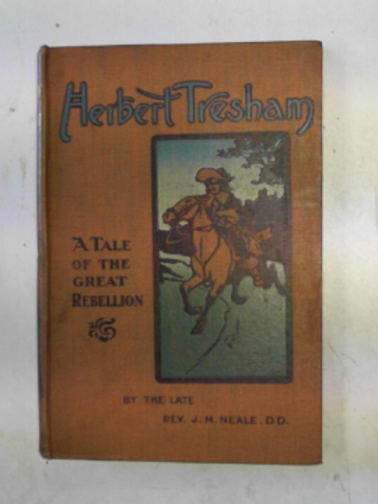 Herbert Tresham
A TALE
OF THE
GREAT
REBELLION
BY THE LATE
REV. J. M. NEALE. D.D.